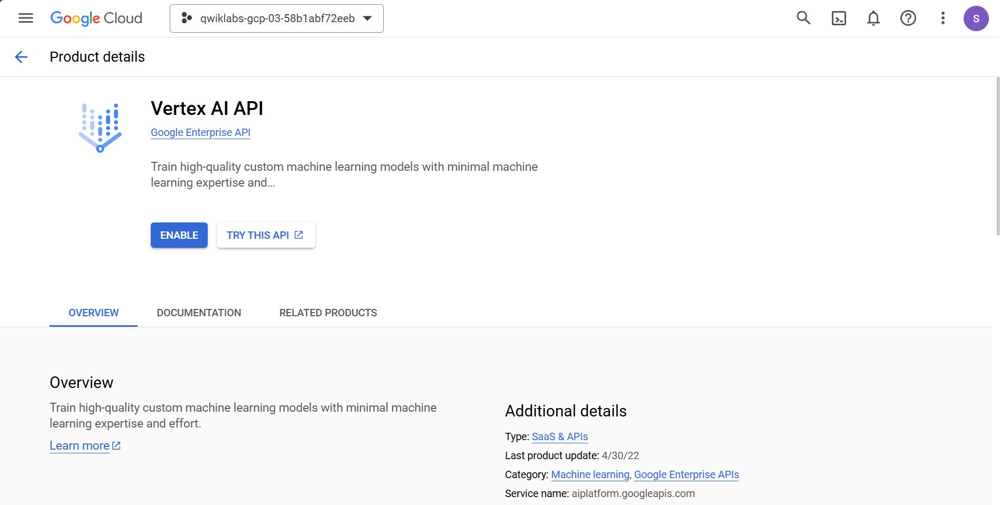 Google Cloud
qwiklabs-gcp-03-58b1abf72eeb
S
Product details
Vertex AI API
Google Enterprise API
Train high-quality custom machine learning models with minimal machine
learning expertise and…
ENABLE
TRY THIS API
OVERVIEW
DOCUMENTATION
RELATED PRODUCTS
Overview
Train high-quality custom machine learning models with minimal machine
learning expertise and effort.
Learn more
Additional details
Type: SaaS & APIs
Last product update: 4/30/22
Category: Machine learning, Google Enterprise APIs
Service name: aiplatform.googleapis.com